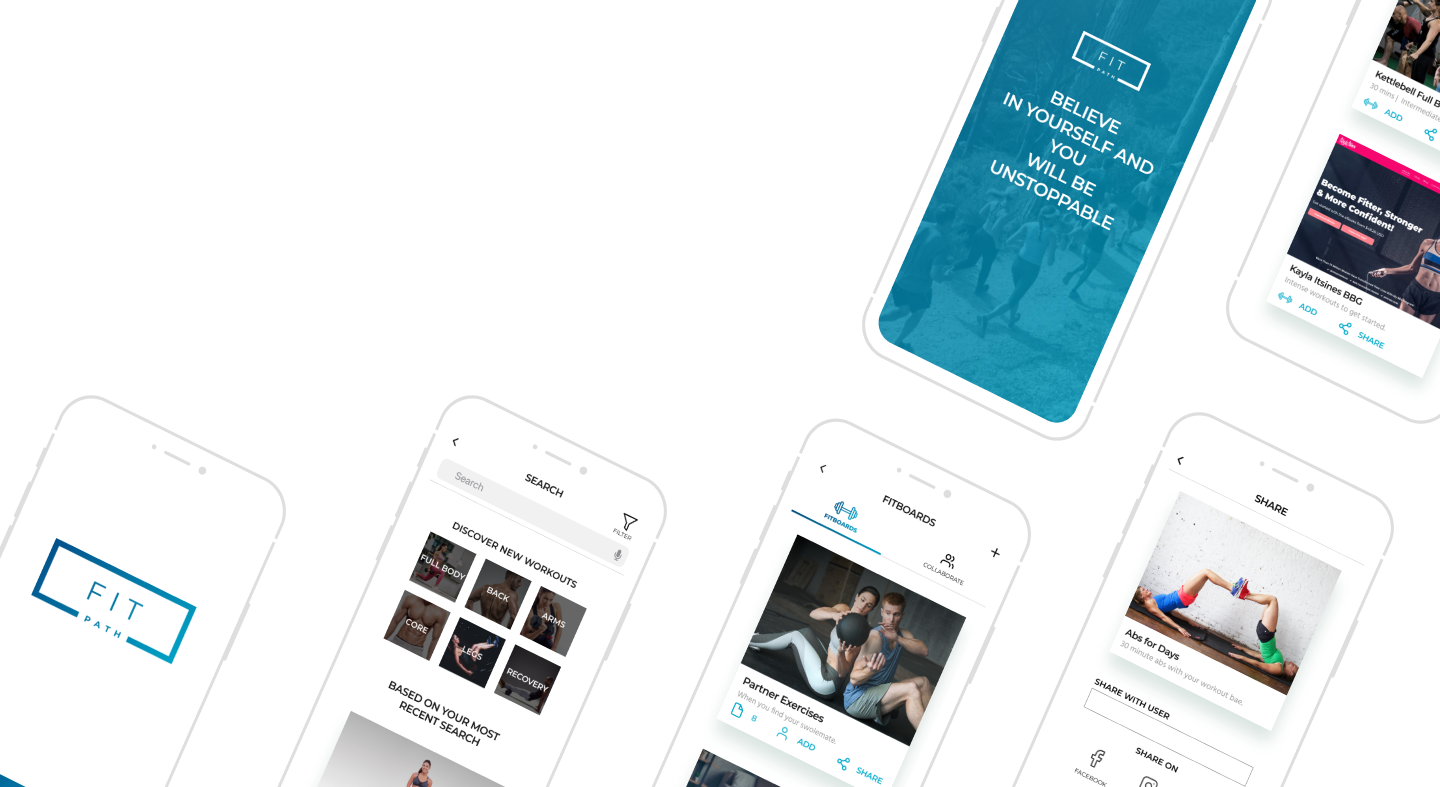 FIT
PATH
BELIEVE
IN YOURSELF AND
YOU
WILL BE
UNSTOPPABLE
Kettlebell Full B
30 mins | Intermediate
ADD
Become Fitter, Stronger
& More Confident!
Kayla Itsines BBG
Intense workouts to get started.
ADD
SHARE
FIT
PATH
SEARCH
Search
FILTER
DISCOVER NEW WORKOUTS
FULL BODY
BACK
ARMS
CORE
LEGS
RECOVERY
BASED ON YOUR MOST
RECENT SEARCH
FITBOARDS
FITBOARDS
COLLABORATE
Partner Exercises
When you find your swolemate.
8
ADD
SHARE
SHARE
Abs for Days
30 minute abs with your workout bae.
SHARE WITH USER
SHARE ON
FACEBOOK